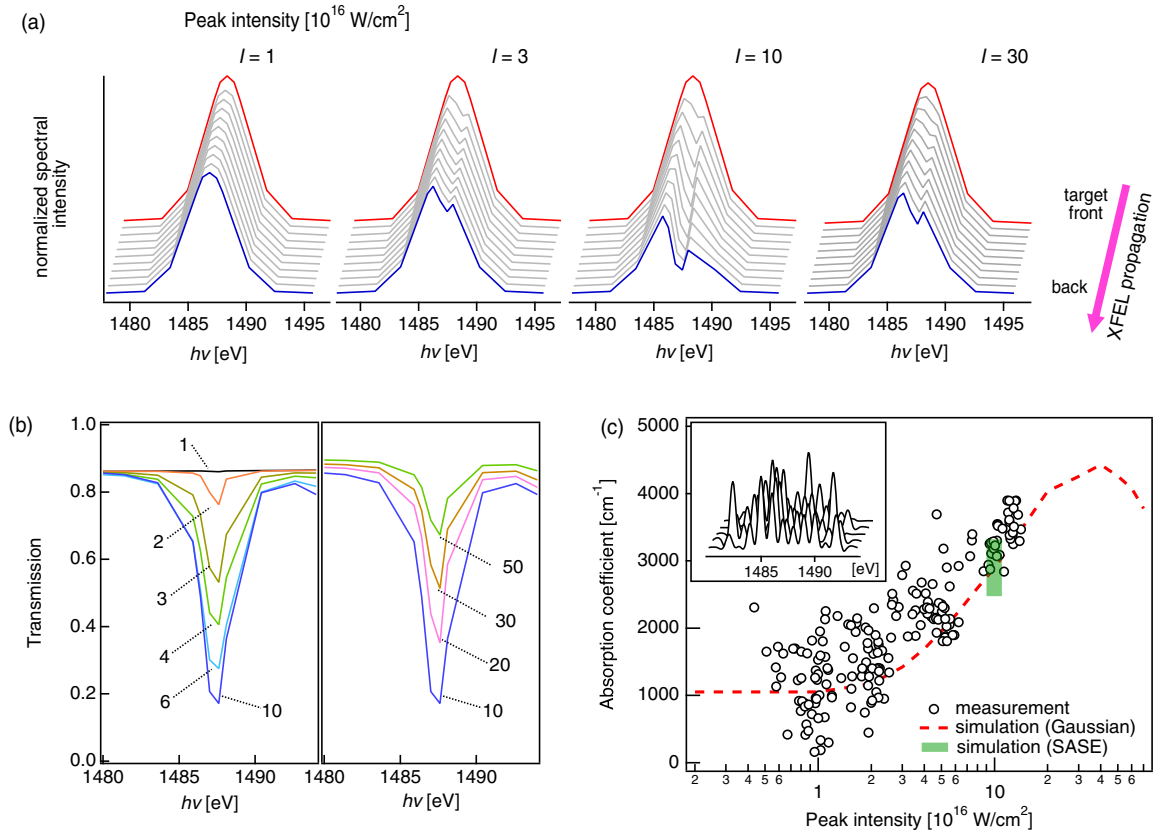 (a)
Peak intensity [10^16 W/cm^2]
I = 1
I = 3
I = 10
I = 30
normalized spectral
intensity
target
front
back
XFEL propagation
1480 1485 1490 1495
1480 1485 1490 1495
1480 1485 1490 1495
1480 1485 1490 1495
hν [eV]
hν [eV]
hν [eV]
hν [eV]
(b)
Transmission
1.0
0.8
0.6
0.4
0.2
0.0
1
2
3
4
6
10
50
30
20
10
1480 1485 1490
1480 1485 1490
hν [eV]
hν [eV]
(c)
Absorption coefficient [cm^-1]
5000
4000
3000
2000
1000
0
1485 1490 [eV]
measurement
simulation (Gaussian)
simulation (SASE)
2 3 4 5 6 1 2 3 4 5 6 10 2 3 4 5 6
Peak intensity [10^16 W/cm^2]